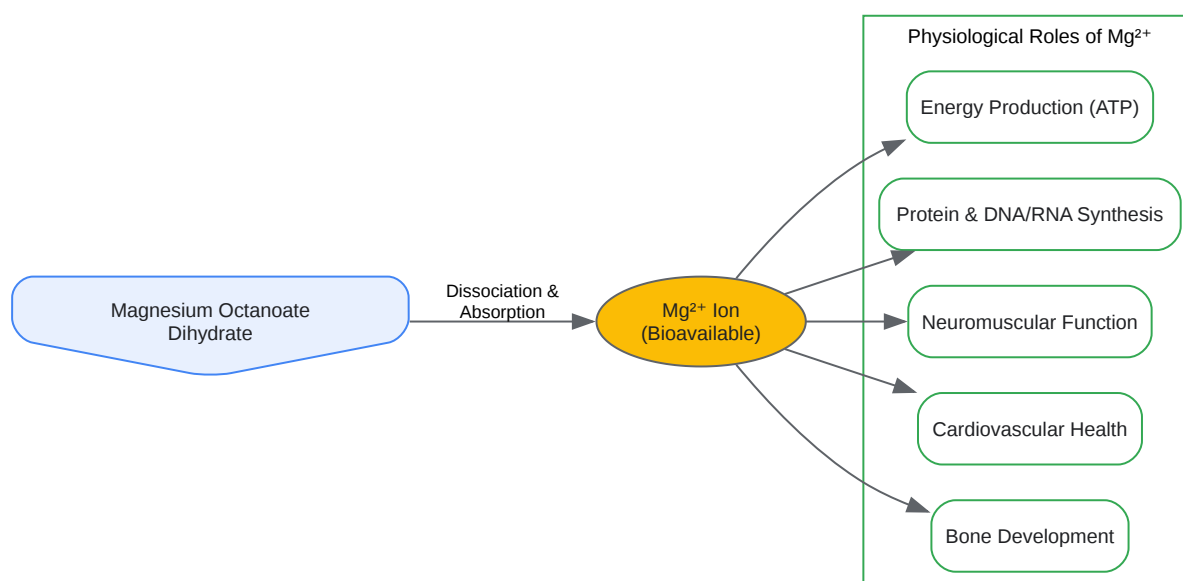 Physiological Roles of Mg²⁺
Energy Production (ATP)
Protein & DNA/RNA Synthesis
Magnesium Octanoate
Dihydrate
Dissociation &
Absorption
Mg²⁺ Ion
(Bioavailable)
Neuromuscular Function
Cardiovascular Health
Bone Development